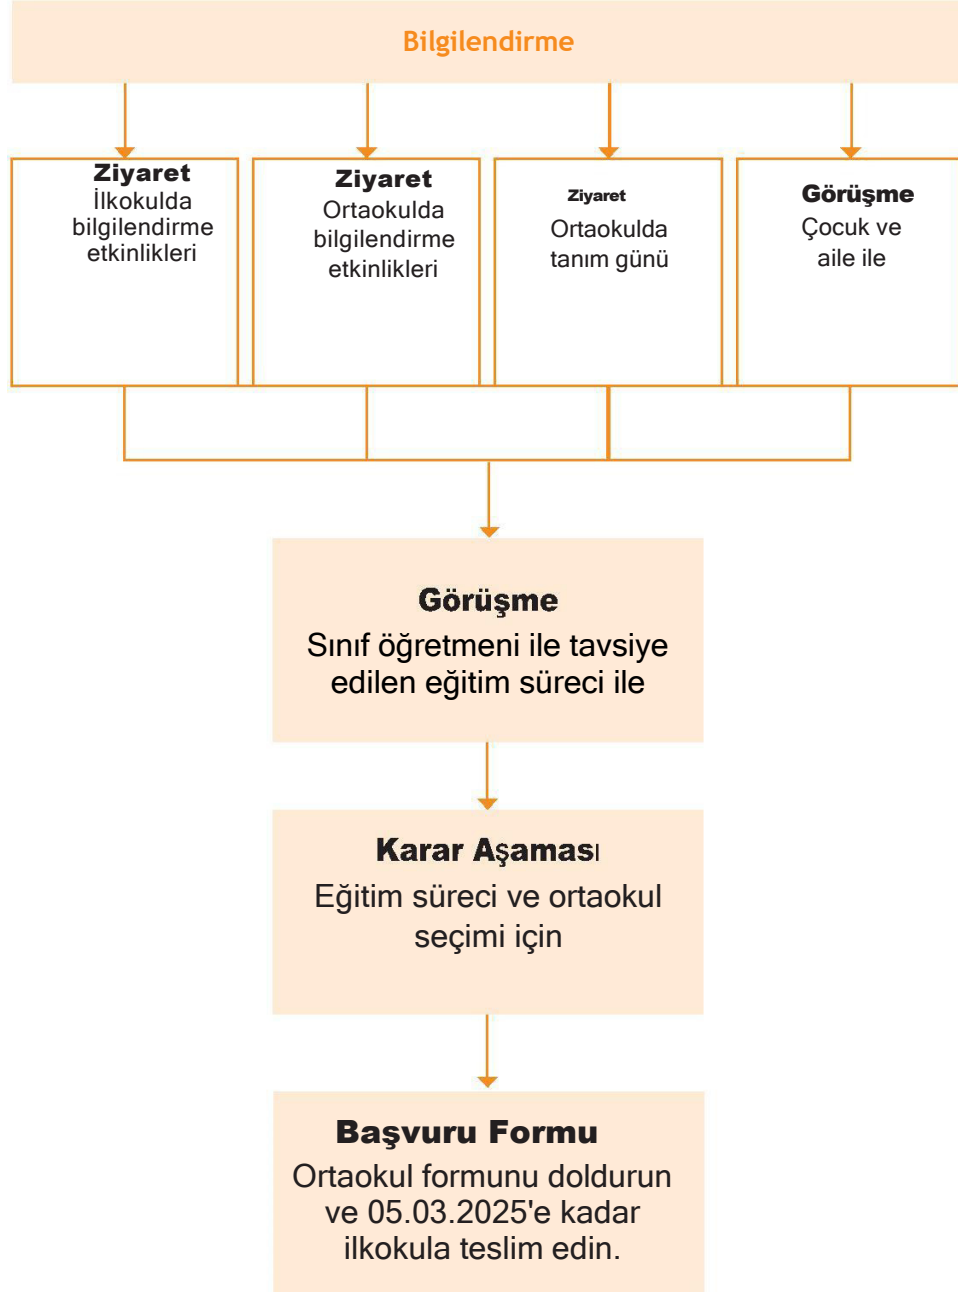 Bilgilendirme
Ziyaret
İlkokulda
bilgilendirme
etkinlikleri
Ziyaret
Ortaokulda
bilgilendirme
etkinlikleri
Ziyaret
Ortaokulda
tanım günü
Görüşme
Çocuk ve
aile ile
Görüşme
Sınıf öğretmeni ile tavsiye
edilen eğitim süreci ile
Karar Aşaması
Eğitim süreci ve ortaokul
seçimi için
Başvuru Formu
Ortaokul formunu doldurun
ve 05.03.2025'e kadar
ilkokula teslim edin.